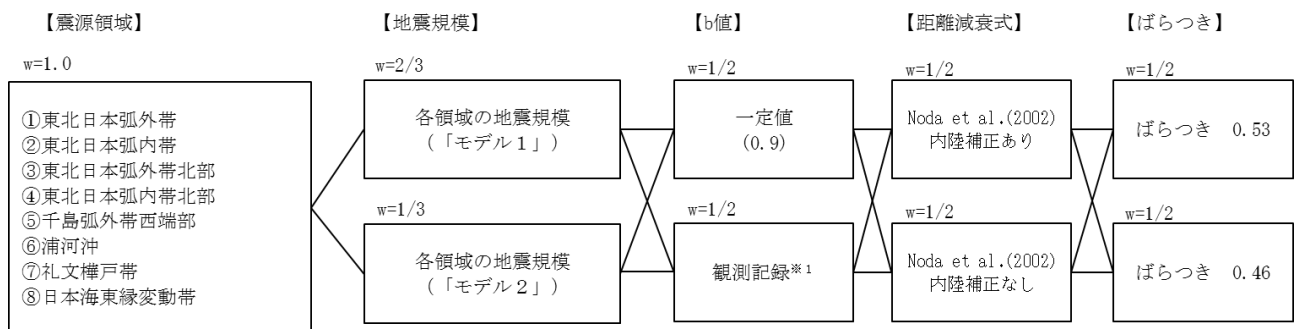 【震源領域】 【地震規模】 【b値】 【距離減衰式】 【ばらつき】
w=1.0
①東北日本弧外帯
②東北日本弧内帯
③東北日本弧外帯北部
④東北日本弧内帯北部
⑤千島弧外帯西端部
⑥浦河沖
⑦礼文樺戸帯
⑧日本海東縁変動帯
w=2/3
各領域の地震規模
(「モデル1」)
w=1/3
各領域の地震規模
(「モデル2」)
w=1/2
一定値
(0.9)
w=1/2
観測記録※1
w=1/2
Noda et al.(2002)
内陸補正あり
w=1/2
Noda et al.(2002)
内陸補正なし
w=1/2
ばらつき 0.53
w=1/2
ばらつき 0.46